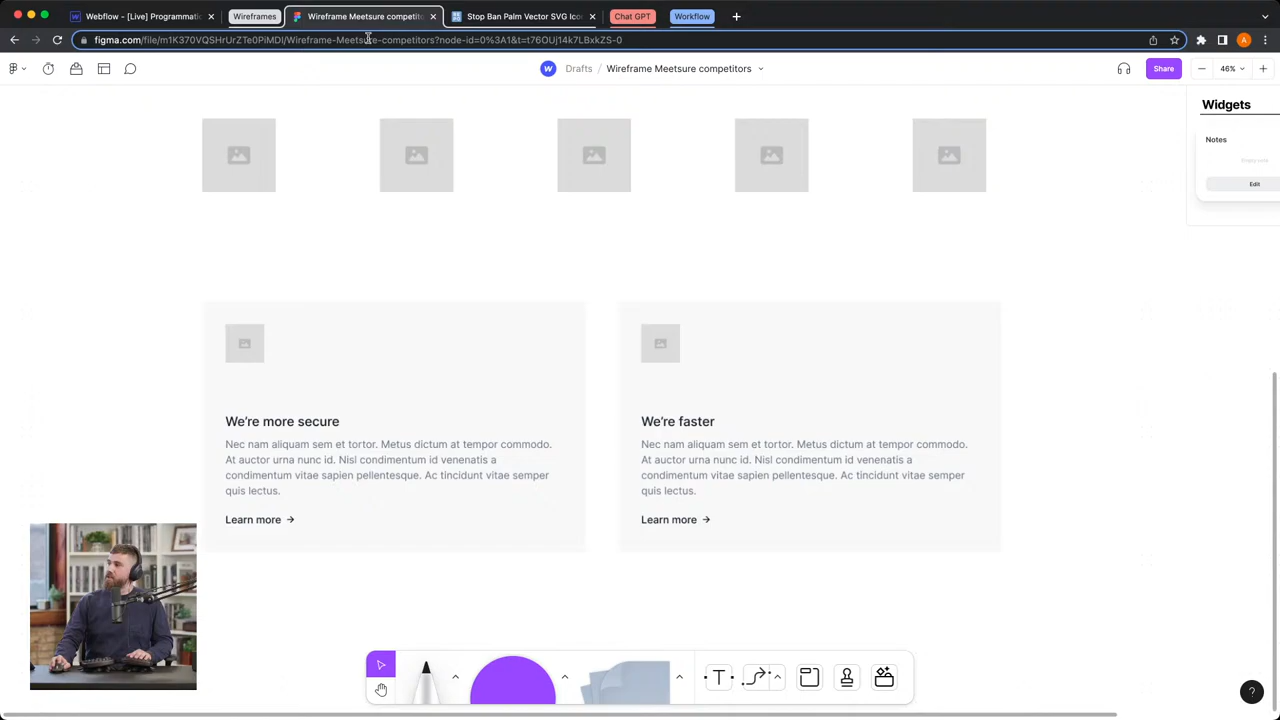 Webflow - [Live] Programmatic
Wireframes
Wireframe Meetsure competito
Stop Ban Palm Vector SVG Icon
Chat GPT
Workflow
figma.com/file/m1K370VQSHrUrZTe0PiMDI/Wireframe-Meetsure-competitors?node-id=0%3A1&t=t76OUj14k7LBxkZS-0
A
Drafts / Wireframe Meetsure competitors
Share
46%
Widgets
Notes
Empty note
Edit
We're more secure
Nec nam aliquam sem et tortor. Metus dictum at tempor commodo.
At auctor urna nunc id. Nisl condimentum id venenatis a
condimentum vitae sapien pellentesque. Ac tincidunt vitae semper
quis lectus.
Learn more →
We're faster
Nec nam aliquam sem et tortor. Metus dictum at tempor commodo.
At auctor urna nunc id. Nisl condimentum id venenatis a
condimentum vitae sapien pellentesque. Ac tincidunt vitae semper
quis lectus.
Learn more →
T
?